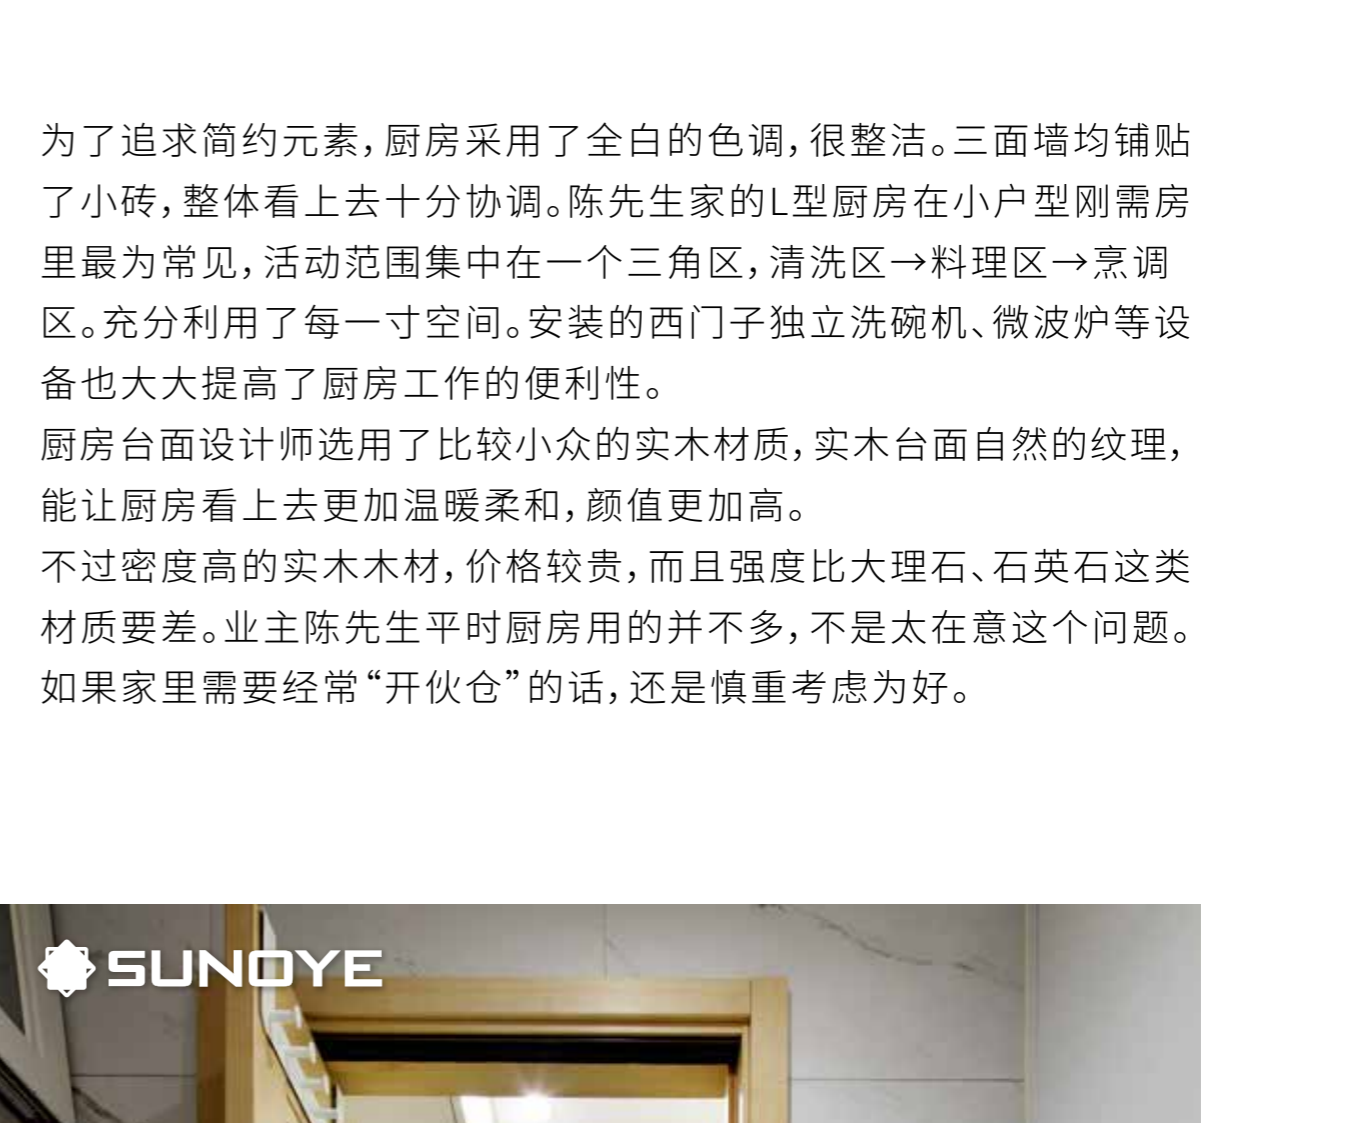 为了追求简约元素，厨房采用了全白的色调，很整洁。三面墙均铺贴
了小砖，整体看上去十分协调。陈先生家的L型厨房在小户型刚需房
里最为常见，活动范围集中在一个三角区，清洗区→料理区→烹调
区。充分利用了每一寸空间。安装的西门子独立洗碗机、微波炉等设
备也大大提高了厨房工作的便利性。
厨房台面设计师选用了比较小众的实木材质，实木台面自然的纹理，
能让厨房看上去更加温暖柔和，颜值更加高。
不过密度高的实木木材，价格较贵，而且强度比大理石、石英石这类
材质要差。业主陈先生平时厨房用的并不多，不是太在意这个问题。
如果家里需要经常“开伙仓”的话，还是慎重考虑为好。
SUNOYE